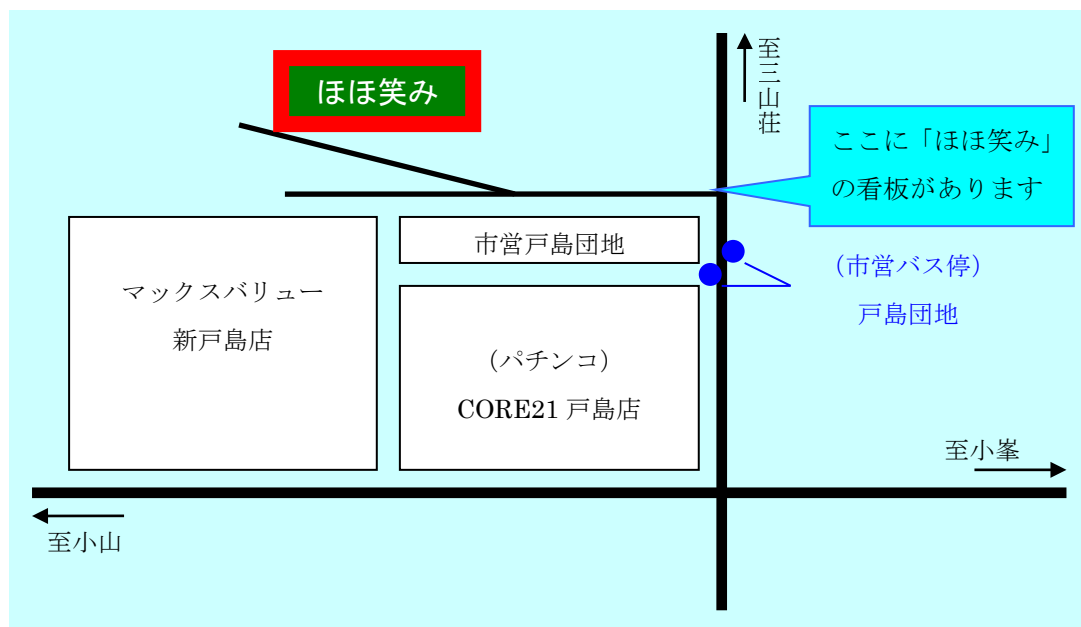 ほほ笑み
至三山荘
ここに「ほほ笑み」
の看板があります
市営戸島団地
(市営バス停)
戸島団地
マックスバリュー
新戸島店
(パチンコ)
CORE21 戸島店
至小峯
至小山